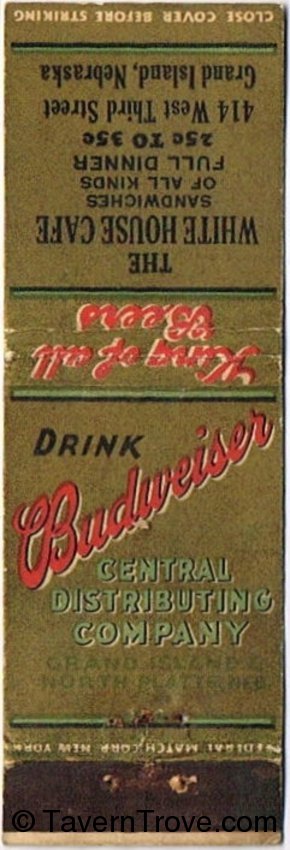 CLOSE COVER BEFORE STRIKING
THE
WHITE HOUSE CAFE
SANDWICHES
OF ALL KINDS
FULL DINNER
25c TO 35c
414 West Third Street
Grand Island, Nebraska
King of all
Beers
DRINK
Budweiser
CENTRAL
DISTRIBUTING
COMPANY
GRAND ISLAND &
NORTH PLATTE, NEB.
FEDERAL MATCH CORP. NEW YORK
© TavernTrove.com